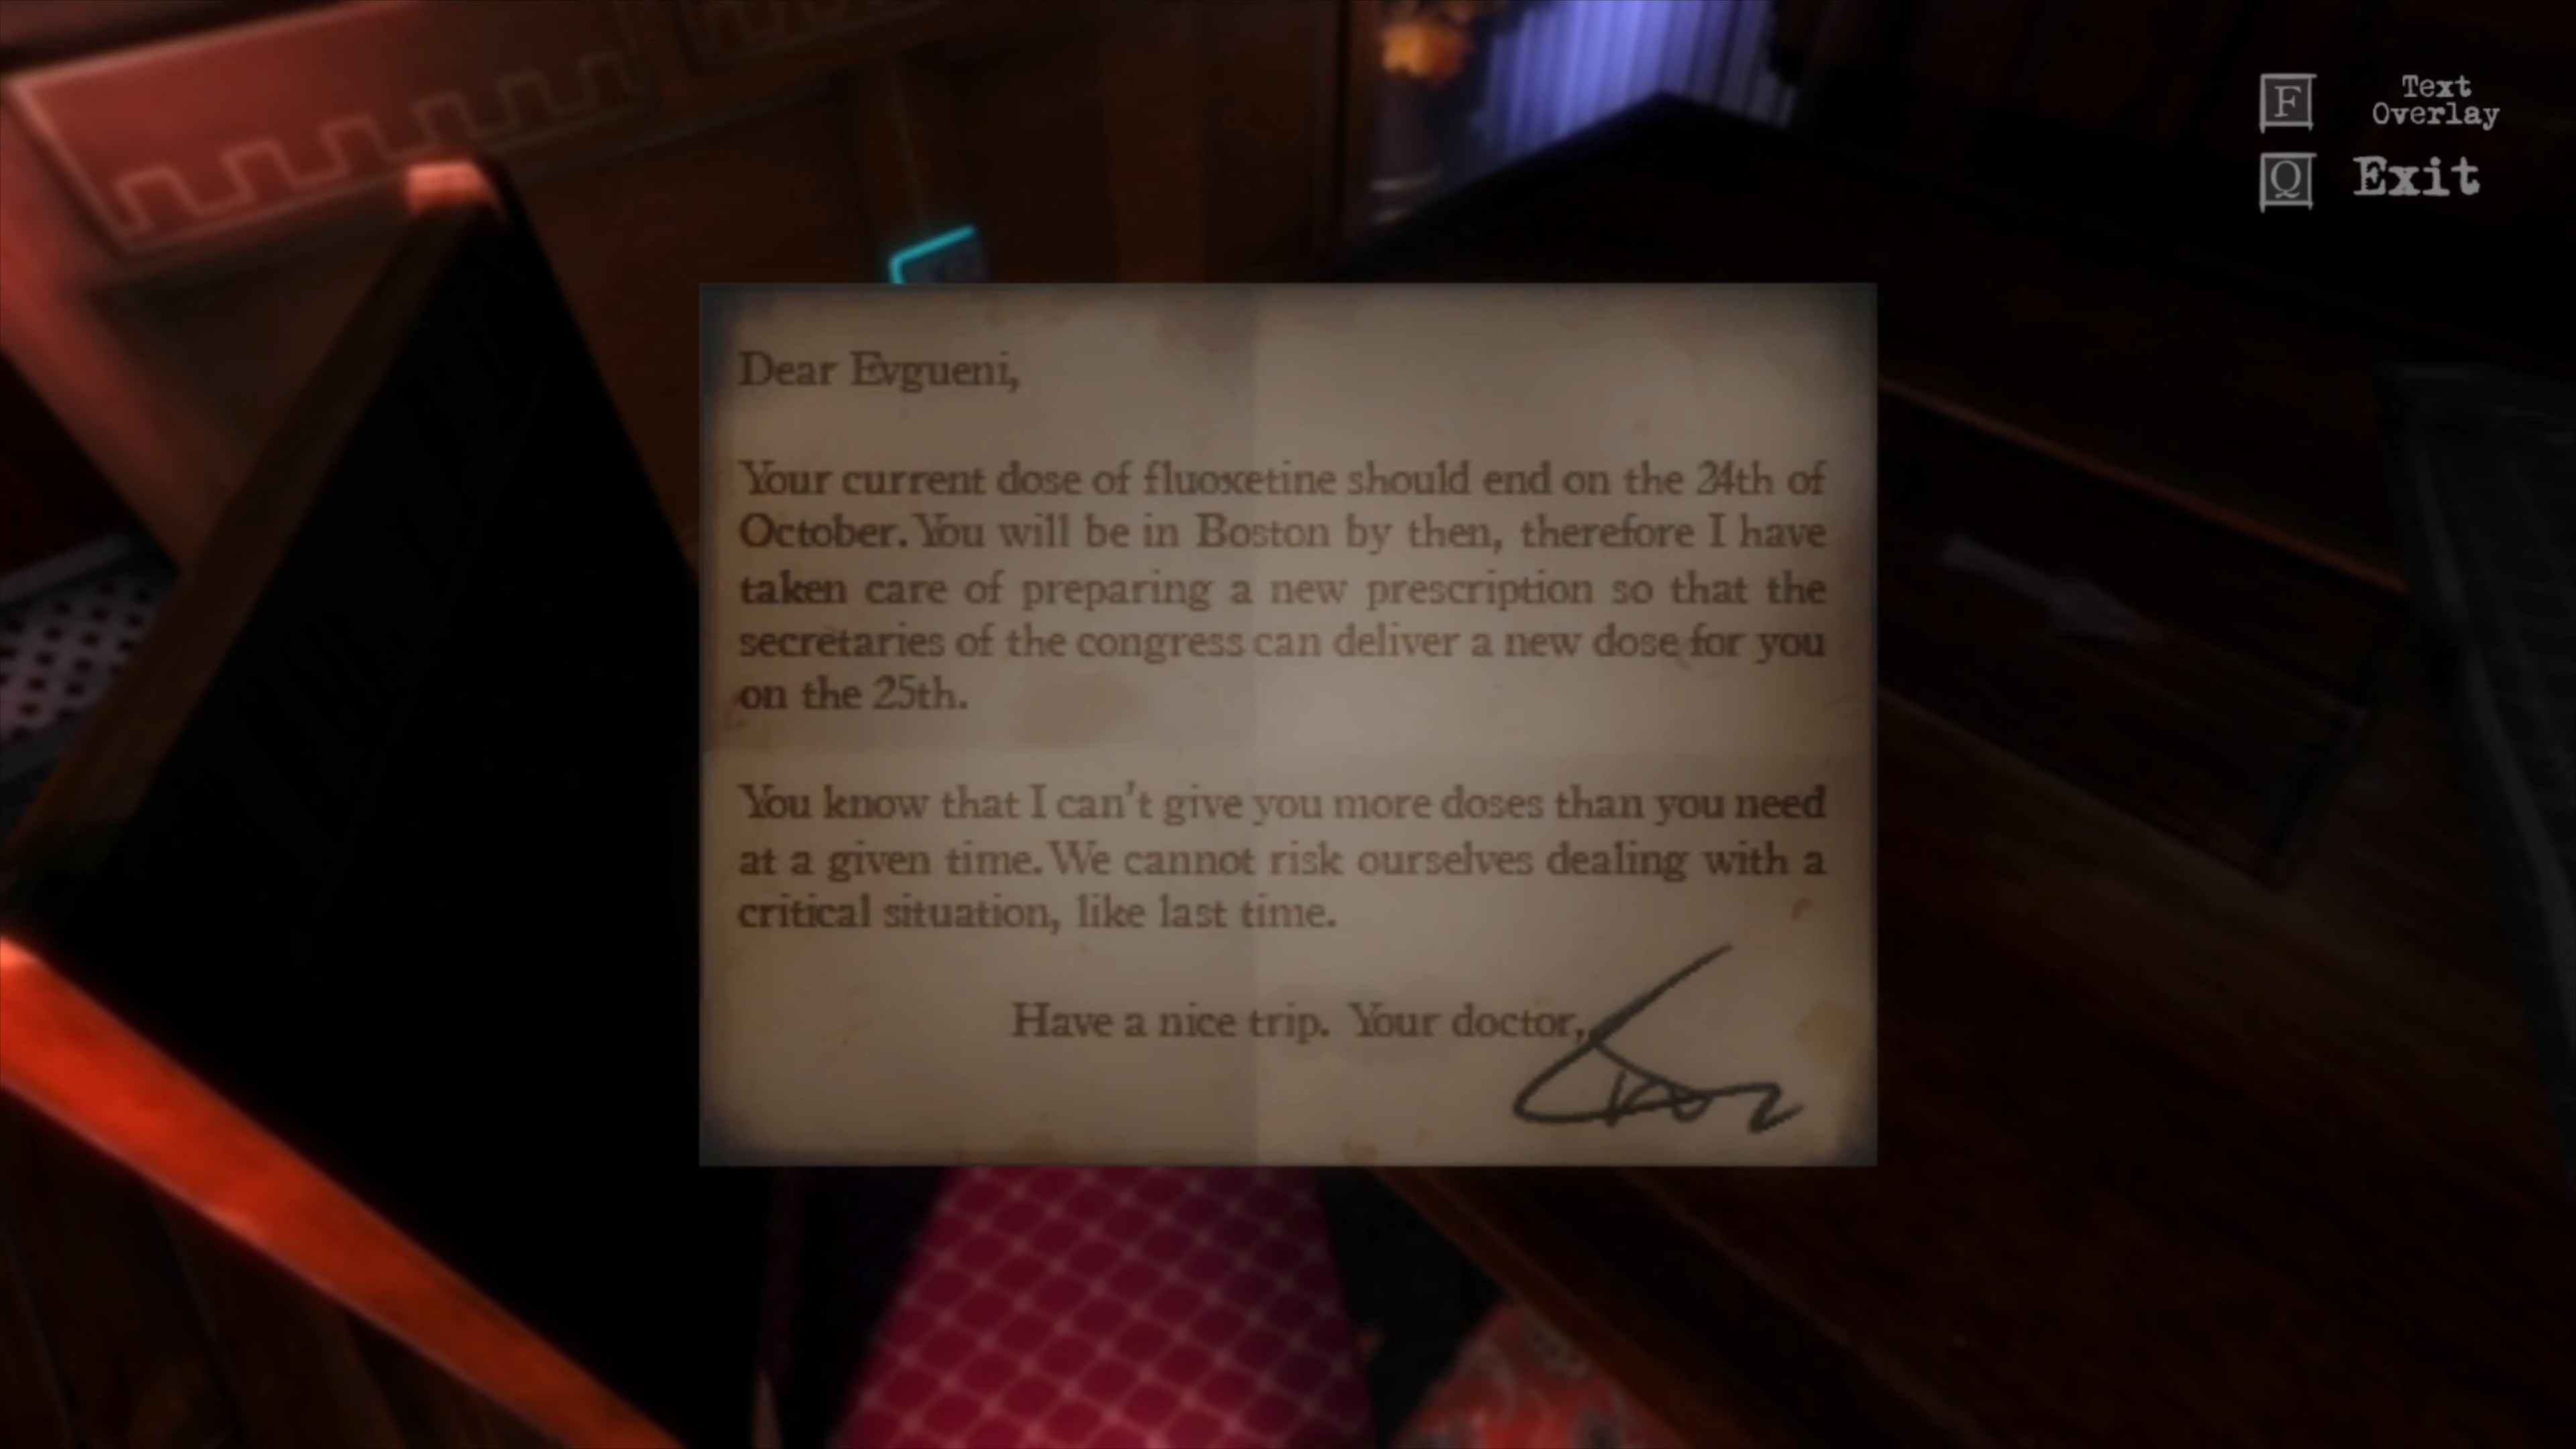 F Text
Overlay
Q Exit
Dear Evgueni,
Your current dose of fluoxetine should end on the 24th of
October. You will be in Boston by then, therefore I have
taken care of preparing a new prescription so that the
secretaries of the congress can deliver a new dose for you
on the 25th.
You know that I can't give you more doses than you need
at a given time. We cannot risk ourselves dealing with a
critical situation, like last time.
Have a nice trip. Your doctor,